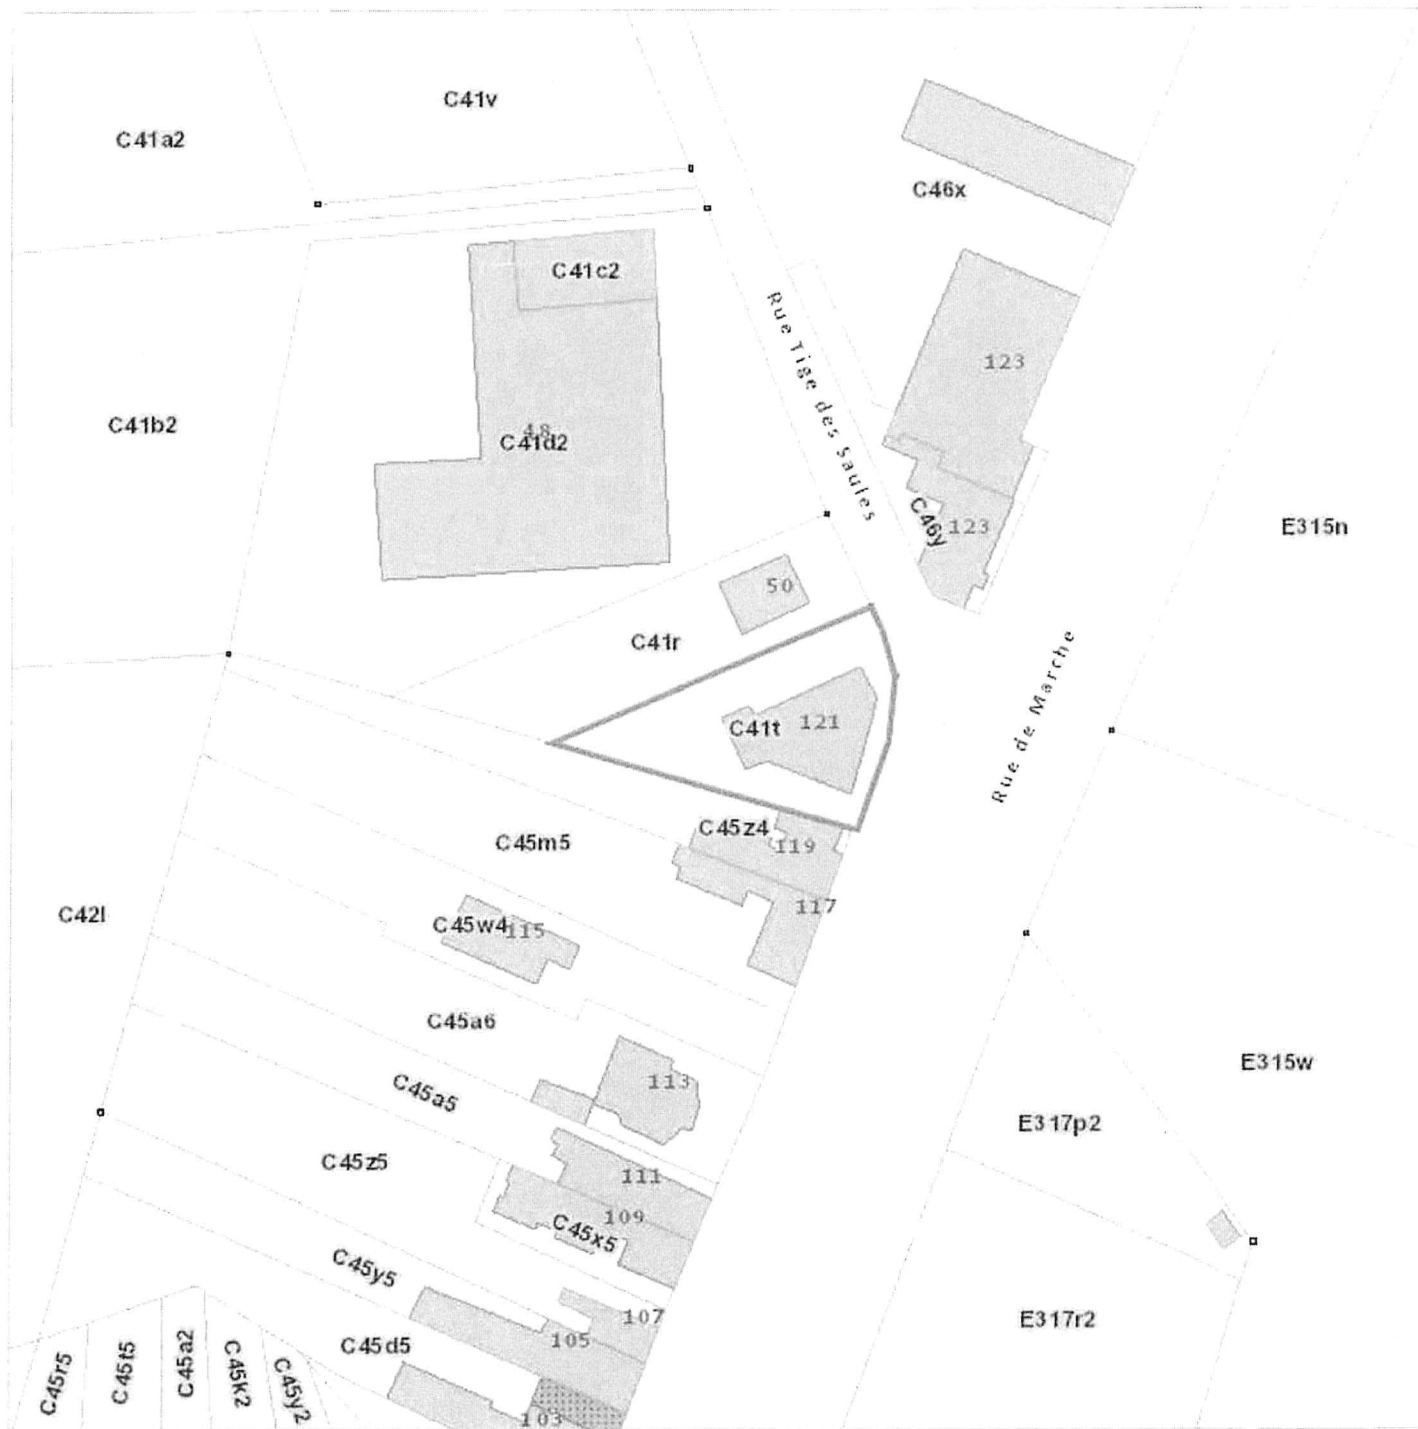 C41v
C41a2
C46x
C41c2
Rue Tige des Saules
123
C41b2
48
C41d2
C46y
123
E315n
50
C41r
Rue de Marche
C41t
121
C45z4
119
C45m5
117
C42l
C45w4
115
C45a6
113
E315w
C45a5
E317p2
C45z5
111
109
C45x5
C45y5
107
105
E317r2
C45d5
C45r5
C45t5
C45a2
C45k2
C45y2
103